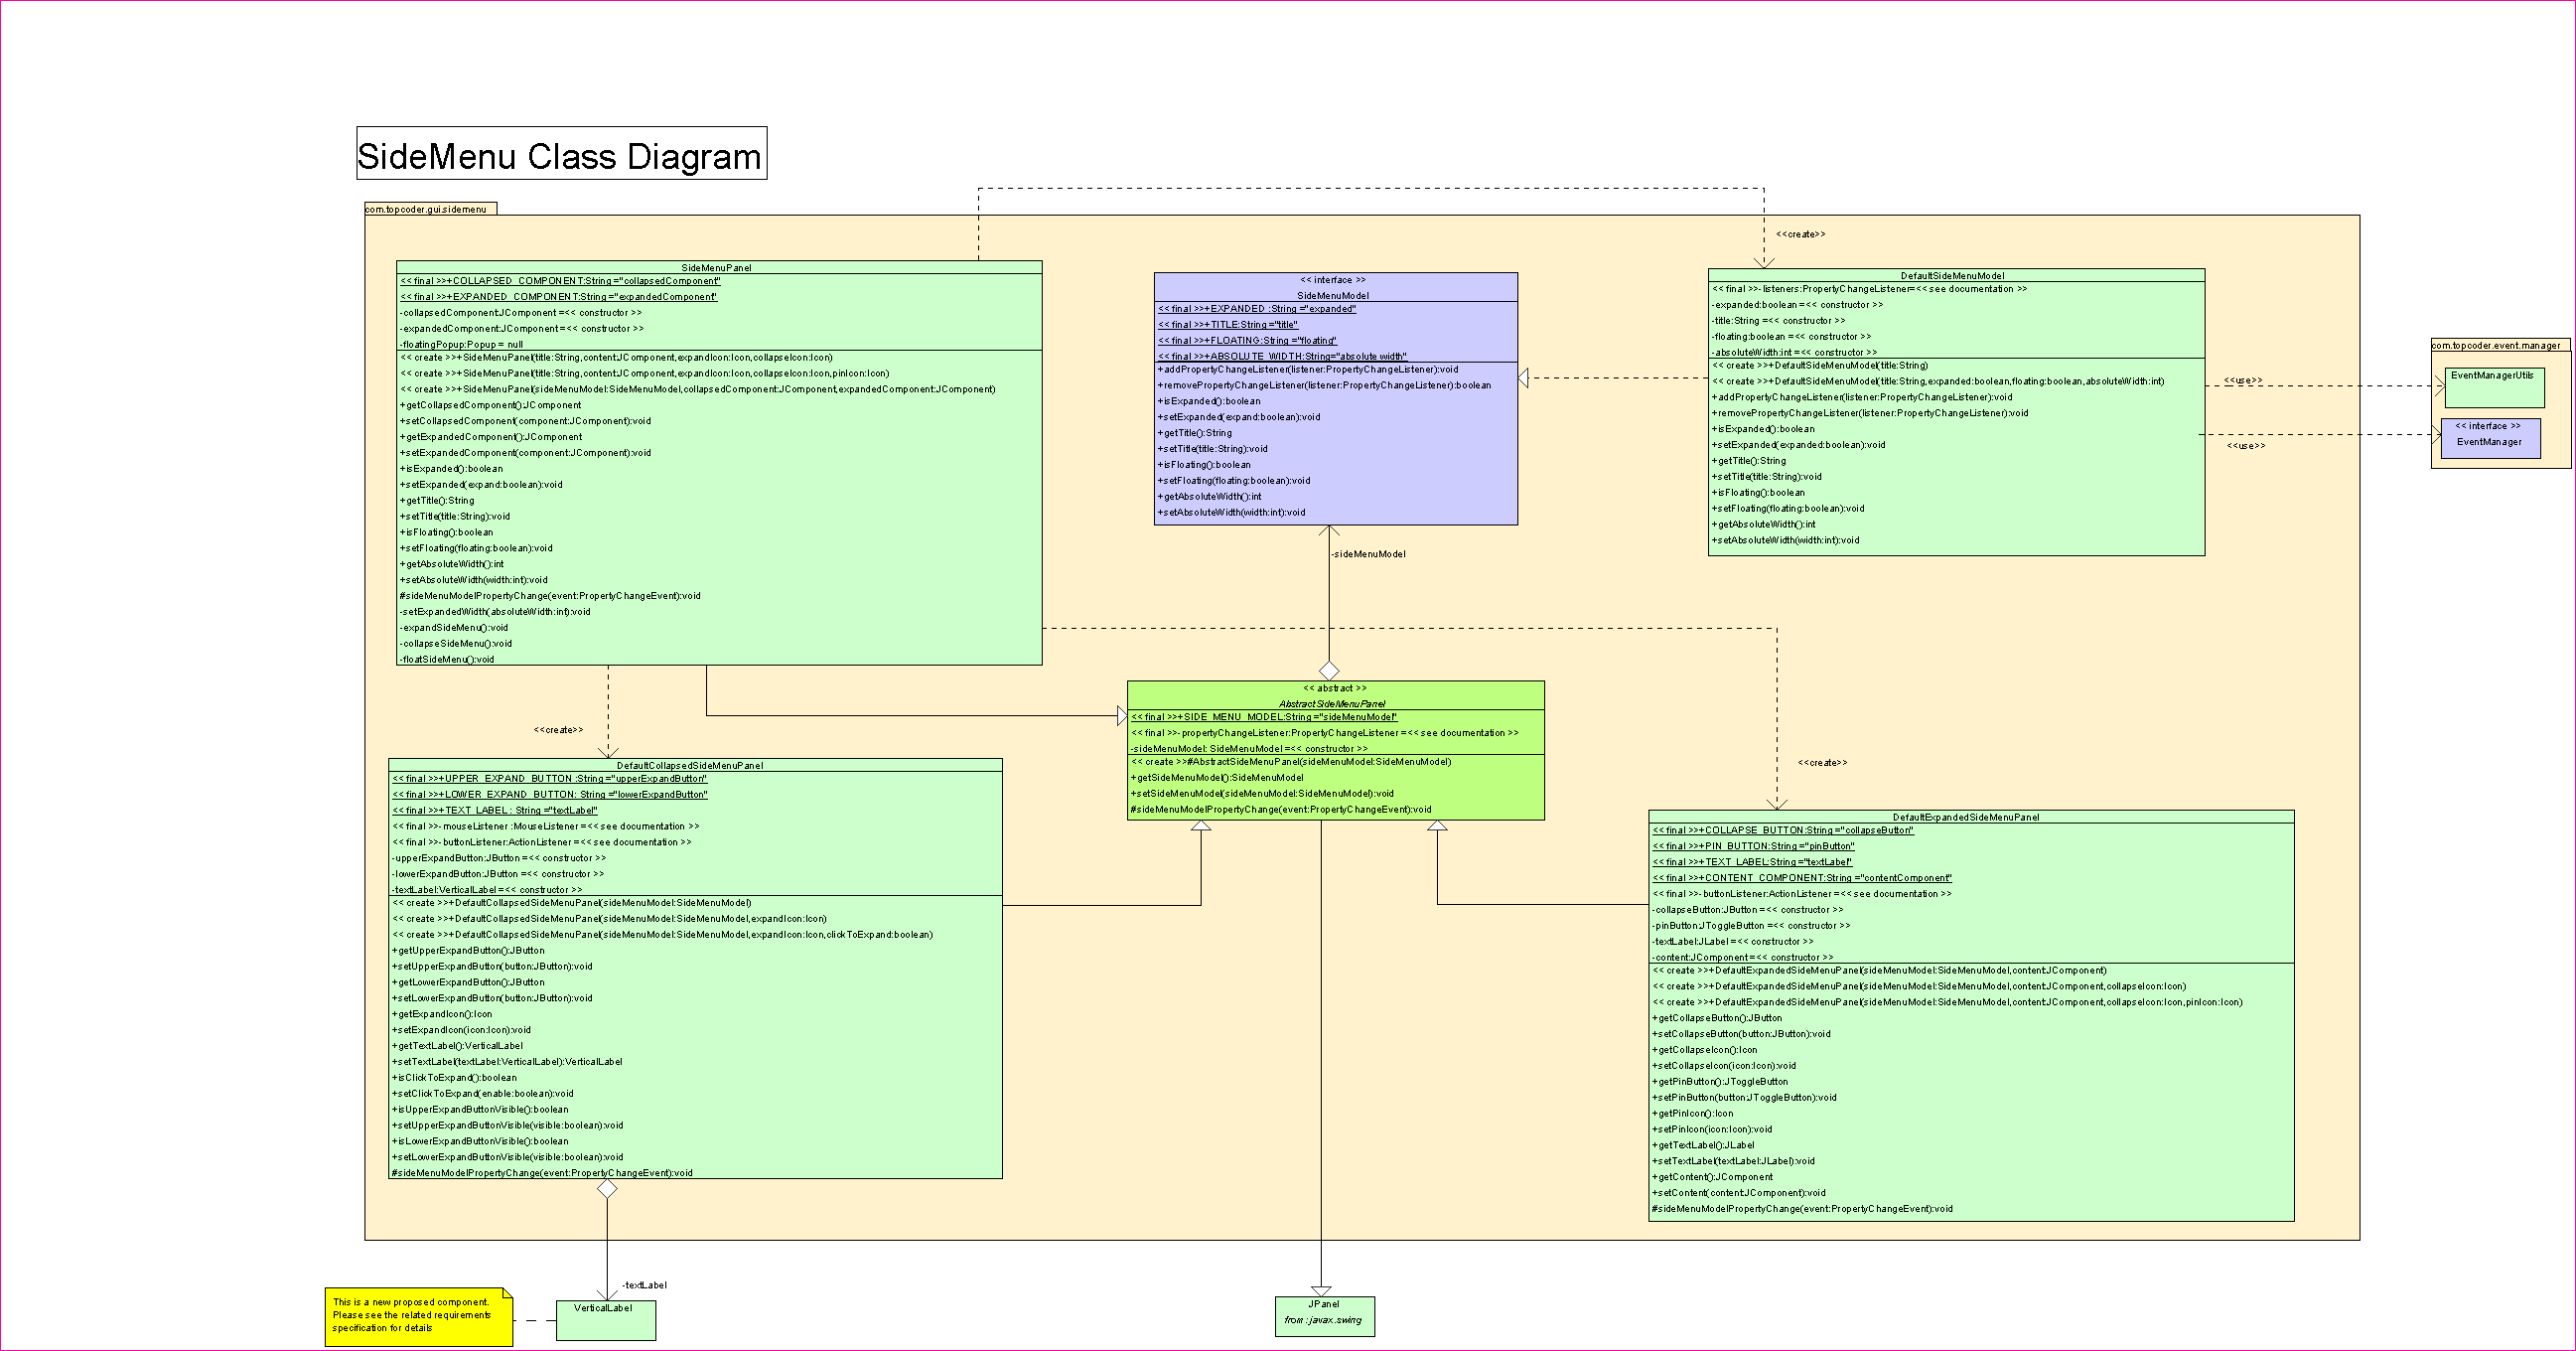 SideMenu Class Diagram
com.topcoder.gui.sidemenu
<<create>>
SideMenuPanel
<< final >>+COLLAPSED_COMPONENT:String ="collapsedComponent"
<< final >>+EXPANDED_COMPONENT:String ="expandedComponent"
-collapsedComponent:JComponent =<< constructor >>
-expandedComponent:JComponent =<< constructor >>
-floatingPopup:Popup = null
<< create >>+SideMenuPanel(title:String,content:JComponent,expandIcon:Icon,collapseIcon:Icon)
<< create >>+SideMenuPanel(title:String,content:JComponent,expandIcon:Icon,collapseIcon:Icon,pinIcon:Icon)
<< create >>+SideMenuPanel(sideMenuModel:SideMenuModel,collapsedComponent:JComponent,expandedComponent:JComponent)
+getCollapsedComponent():JComponent
+setCollapsedComponent(component:JComponent):void
+getExpandedComponent():JComponent
+setExpandedComponent(component:JComponent):void
+isExpanded():boolean
+setExpanded(expand:boolean):void
+getTitle():String
+setTitle(title:String):void
+isFloating():boolean
+setFloating(floating:boolean):void
+getAbsoluteWidth():int
+setAbsoluteWidth(width:int):void
#sideMenuModelPropertyChange(event:PropertyChangeEvent):void
-setExpandedWidth(absoluteWidth:int):void
-expandSideMenu():void
-collapseSideMenu():void
-floatSideMenu():void
<< interface >>
SideMenuModel
<< final >>+EXPANDED :String ="expanded"
<< final >>+TITLE:String ="title"
<< final >>+FLOATING:String ="floating"
<< final >>+ABSOLUTE_WIDTH:String="absolute width"
+addPropertyChangeListener(listener:PropertyChangeListener):void
+removePropertyChangeListener(listener:PropertyChangeListener):boolean
+isExpanded():boolean
+setExpanded(expand:boolean):void
+getTitle():String
+setTitle(title:String):void
+isFloating():boolean
+setFloating(floating:boolean):void
+getAbsoluteWidth():int
+setAbsoluteWidth(width:int):void
DefaultSideMenuModel
<< final >>-listeners:PropertyChangeListener=<< see documentation >>
-expanded:boolean =<< constructor >>
-title:String =<< constructor >>
-floating:boolean =<< constructor >>
-absoluteWidth:int =<< constructor >>
<< create >>+DefaultSideMenuModel(title:String)
<< create >>+DefaultSideMenuModel(title:String,expanded:boolean,floating:boolean,absoluteWidth:int)
+addPropertyChangeListener(listener:PropertyChangeListener):void
+removePropertyChangeListener(listener:PropertyChangeListener):void
+isExpanded():boolean
+setExpanded(expanded:boolean):void
+getTitle():String
+setTitle(title:String):void
+isFloating():boolean
+setFloating(floating:boolean):void
+getAbsoluteWidth():int
+setAbsoluteWidth(width:int):void
<<use>>
<<use>>
com.topcoder.event.manager
EventManagerUtils
<< interface >>
EventManager
-sideMenuModel
<< abstract >>
AbstractSideMenuPanel
<< final >>+SIDE_MENU_MODEL:String ="sideMenuModel"
<< final >>-propertyChangeListener:PropertyChangeListener =<< see documentation >>
-sideMenuModel: SideMenuModel =<< constructor >>
<< create >>#AbstractSideMenuPanel(sideMenuModel:SideMenuModel)
+getSideMenuModel():SideMenuModel
+setSideMenuModel(sideMenuModel:SideMenuModel):void
#sideMenuModelPropertyChange(event:PropertyChangeEvent):void
<<create>>
<<create>>
DefaultCollapsedSideMenuPanel
<< final >>+UPPER_EXPAND_BUTTON :String ="upperExpandButton"
<< final >>+LOWER_EXPAND_BUTTON: String ="lowerExpandButton"
<< final >>+TEXT_LABEL : String ="textLabel"
<< final >>-mouseListener :MouseListener =<< see documentation >>
<< final >>-buttonListener:ActionListener =<< see documentation >>
-upperExpandButton:JButton =<< constructor >>
-lowerExpandButton:JButton =<< constructor >>
-textLabel:VerticalLabel =<< constructor >>
<< create >>+DefaultCollapsedSideMenuPanel(sideMenuModel:SideMenuModel)
<< create >>+DefaultCollapsedSideMenuPanel(sideMenuModel:SideMenuModel,expandIcon:Icon)
<< create >>+DefaultCollapsedSideMenuPanel(sideMenuModel:SideMenuModel,expandIcon:Icon,clickToExpand:boolean)
+getUpperExpandButton():JButton
+setUpperExpandButton(button:JButton):void
+getLowerExpandButton():JButton
+setLowerExpandButton(button:JButton):void
+getExpandIcon():Icon
+setExpandIcon(icon:Icon):void
+getTextLabel():VerticalLabel
+setTextLabel(textLabel:VerticalLabel):VerticalLabel
+isClickToExpand():boolean
+setClickToExpand(enable:boolean):void
+isUpperExpandButtonVisible():boolean
+setUpperExpandButtonVisible(visible:boolean):void
+isLowerExpandButtonVisible():boolean
+setLowerExpandButtonVisible(visible:boolean):void
#sideMenuModelPropertyChange(event:PropertyChangeEvent):void
DefaultExpandedSideMenuPanel
<< final >>+COLLAPSE_BUTTON:String ="collapseButton"
<< final >>+PIN_BUTTON:String ="pinButton"
<< final >>+TEXT_LABEL:String ="textLabel"
<< final >>+CONTENT_COMPONENT:String ="contentComponent"
<< final >>-buttonListener:ActionListener =<< see documentation >>
-collapseButton:JButton =<< constructor >>
-pinButton:JToggleButton =<< constructor >>
-textLabel:JLabel =<< constructor >>
-content:JComponent =<< constructor >>
<< create >>+DefaultExpandedSideMenuPanel(sideMenuModel:SideMenuModel,content:JComponent)
<< create >>+DefaultExpandedSideMenuPanel(sideMenuModel:SideMenuModel,content:JComponent,collapseIcon:Icon)
<< create >>+DefaultExpandedSideMenuPanel(sideMenuModel:SideMenuModel,content:JComponent,collapseIcon:Icon,pinIcon:Icon)
+getCollapseButton():JButton
+setCollapseButton(button:JButton):void
+getCollapseIcon():Icon
+setCollapseIcon(icon:Icon):void
+getPinButton():JToggleButton
+setPinButton(button:JToggleButton):void
+getPinIcon():Icon
+setPinIcon(icon:Icon):void
+getTextLabel():JLabel
+setTextLabel(textLabel:JLabel):void
+getContent():JComponent
+setContent(content:JComponent):void
#sideMenuModelPropertyChange(event:PropertyChangeEvent):void
-textLabel
This is a new proposed component.
Please see the related requirements
specification for details
VerticalLabel
JPanel
from : javax.swing